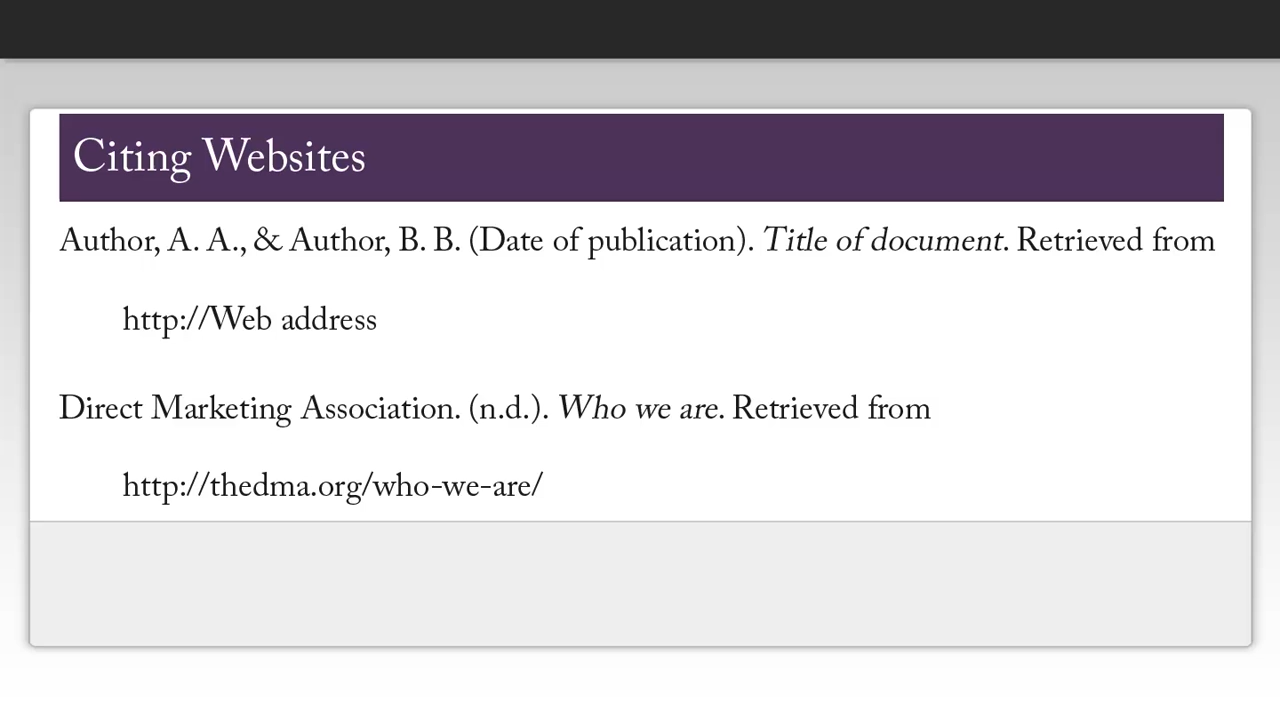 Citing Websites
Author, A. A., & Author, B. B. (Date of publication). Title of document. Retrieved from
http://Web address
Direct Marketing Association. (n.d.). Who we are. Retrieved from
http://thedma.org/who-we-are/